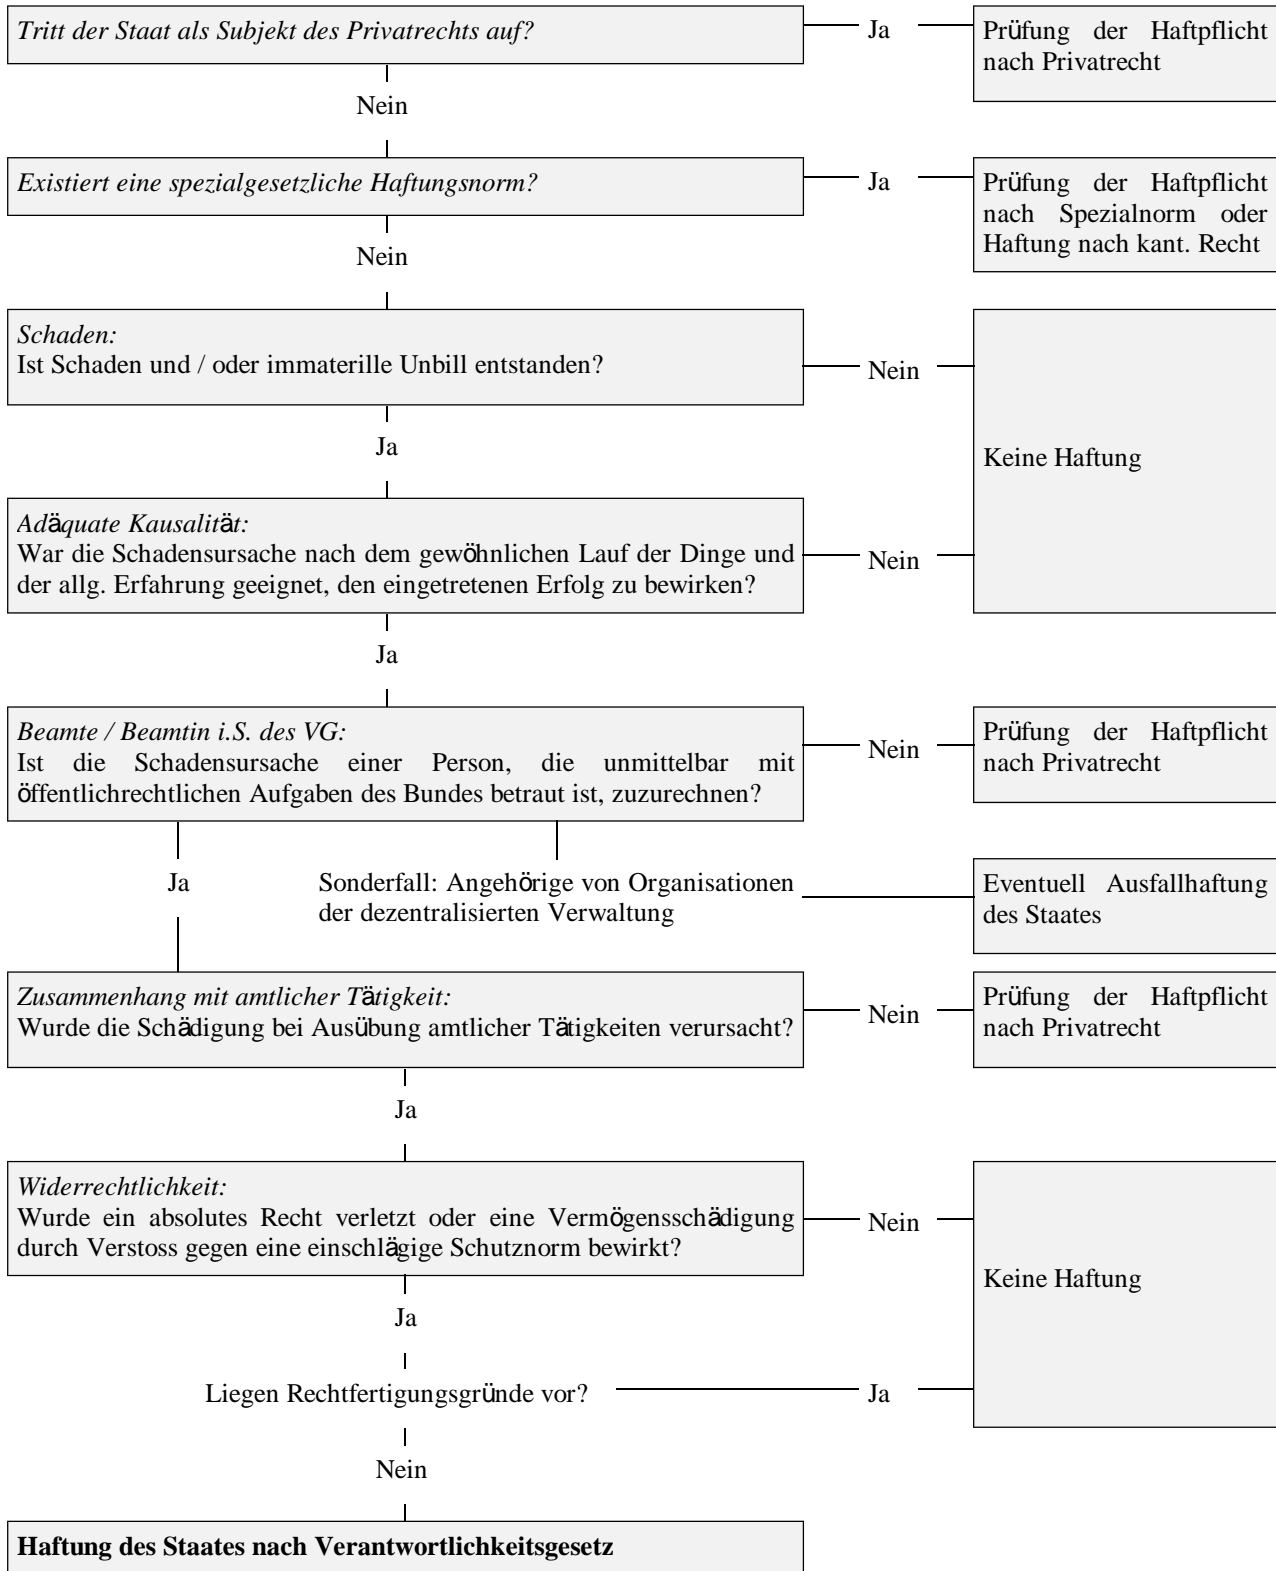 Tritt der Staat als Subjekt des Privatrechts auf?
Ja
Prüfung der Haftpflicht
nach Privatrecht
Nein
Existiert eine spezialgesetzliche Haftungsnorm?
Ja
Prüfung der Haftpflicht
nach Spezialnorm oder
Haftung nach kant. Recht
Nein
Schaden:
Ist Schaden und / oder immaterille Unbill entstanden?
Nein
Keine Haftung
Ja
Adäquate Kausalität:
War die Schadensursache nach dem gewöhnlichen Lauf der Dinge und
der allg. Erfahrung geeignet, den eingetretenen Erfolg zu bewirken?
Nein
Ja
Beamte / Beamtin i.S. des VG:
Ist die Schadensursache einer Person, die unmittelbar mit
öffentlichrechtlichen Aufgaben des Bundes betraut ist, zuzurechnen?
Nein
Prüfung der Haftpflicht
nach Privatrecht
Ja
Sonderfall: Angehörige von Organisationen
der dezentralisierten Verwaltung
Eventuell Ausfallhaftung
des Staates
Zusammenhang mit amtlicher Tätigkeit:
Wurde die Schädigung bei Ausübung amtlicher Tätigkeiten verursacht?
Nein
Prüfung der Haftpflicht
nach Privatrecht
Ja
Widerrechtlichkeit:
Wurde ein absolutes Recht verletzt oder eine Vermögensschädigung
durch Verstoss gegen eine einschlägige Schutznorm bewirkt?
Nein
Keine Haftung
Ja
Liegen Rechtfertigungsgründe vor?
Ja
Nein
Haftung des Staates nach Verantwortlichkeitsgesetz